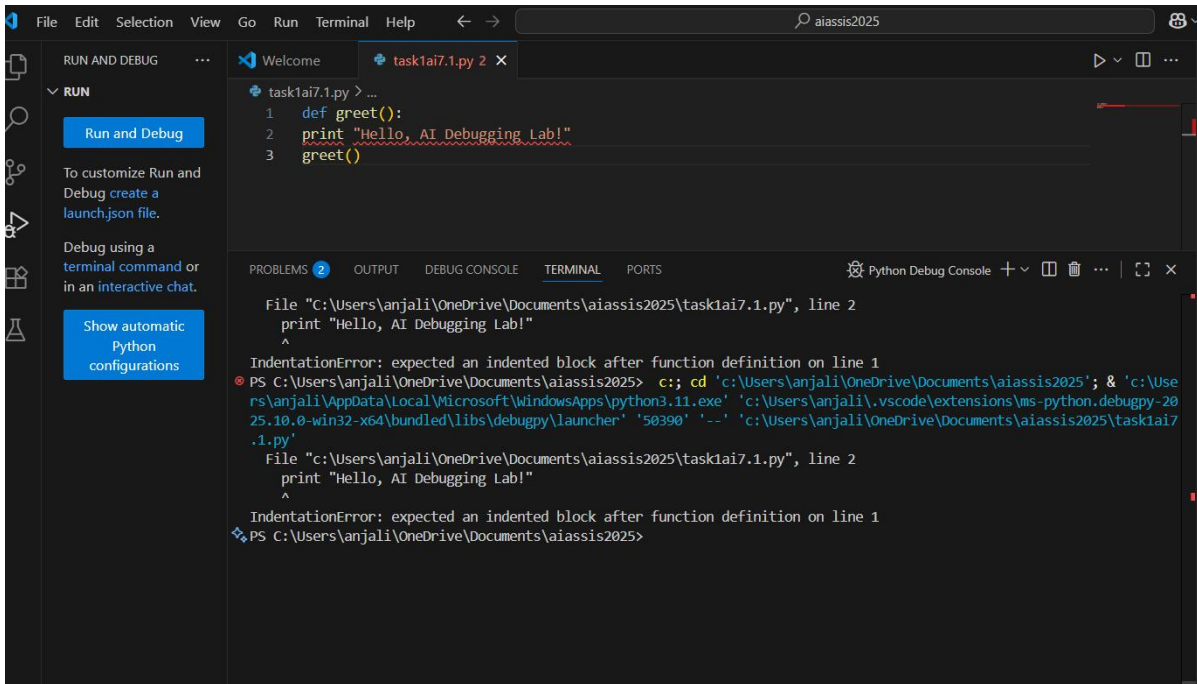 File Edit Selection View Go Run Terminal Help
aiassis2025
RUN AND DEBUG ...
RUN
Run and Debug
To customize Run and
Debug create a
launch.json file.
Debug using a
terminal command or
in an interactive chat.
Show automatic
Python
configurations
Welcome
task1ai7.1.py 2
task1ai7.1.py > ...
1 def greet():
2 print "Hello, AI Debugging Lab!"
3 greet()
PROBLEMS 2 OUTPUT DEBUG CONSOLE TERMINAL PORTS
Python Debug Console
File "C:\Users\anjali\OneDrive\Documents\aiassis2025\task1ai7.1.py", line 2
print "Hello, AI Debugging Lab!"
^
IndentationError: expected an indented block after function definition on line 1
PS C:\Users\anjali\OneDrive\Documents\aiassis2025> c:; cd 'c:\Users\anjali\OneDrive\Documents\aiassis2025'; & 'c:\Use
rs\anjali\AppData\Local\Microsoft\WindowsApps\python3.11.exe' 'c:\Users\anjali\.vscode\extensions\ms-python.debugpy-20
25.10.0-win32-x64\bundled\libs\debugpy\launcher' '50390' '--' 'c:\Users\anjali\OneDrive\Documents\aiassis2025\task1ai7
.1.py'
File "c:\Users\anjali\OneDrive\Documents\aiassis2025\task1ai7.1.py", line 2
print "Hello, AI Debugging Lab!"
^
IndentationError: expected an indented block after function definition on line 1
PS C:\Users\anjali\OneDrive\Documents\aiassis2025>